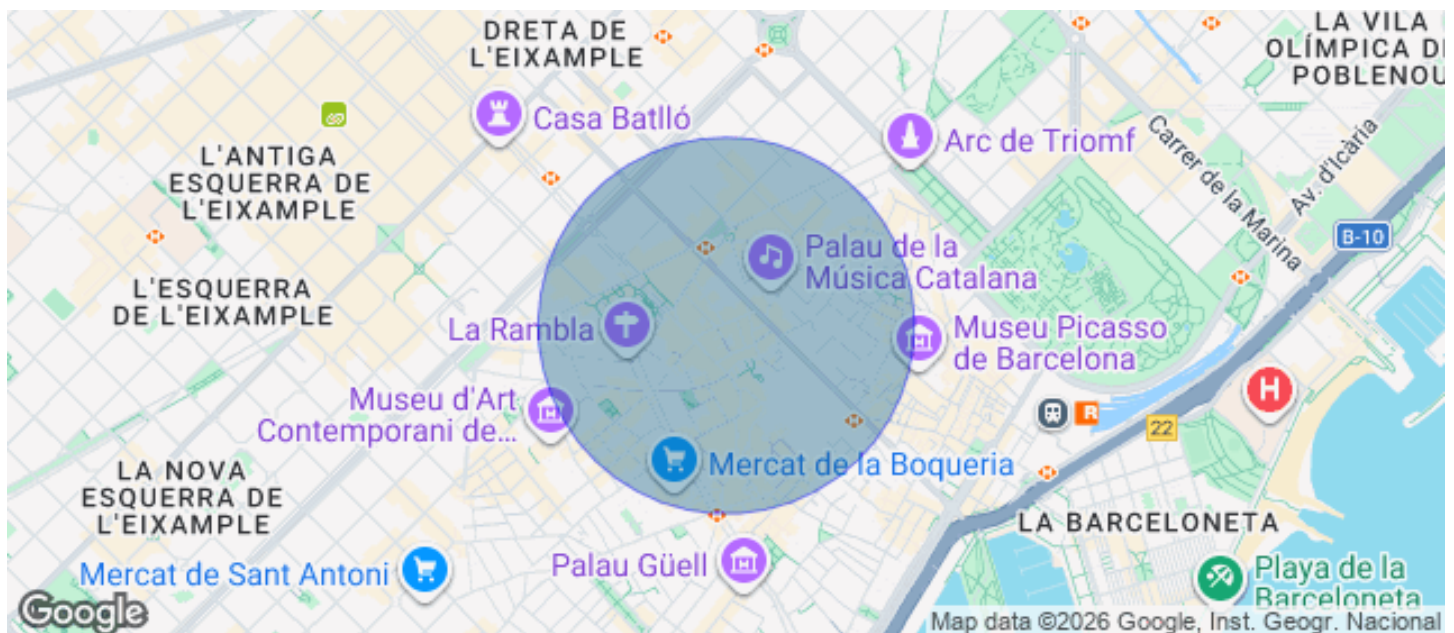 DRETA DE
L'EIXAMPLE
LA VILA
OLÍMPICA D
POBLENOU
Casa Batlló
Arc de Triomf
Carrer de la Marina
Av. d'Icària
L'ANTIGA
ESQUERRA DE
L'EIXAMPLE
B-10
Palau de la
Música Catalana
L'ESQUERRA
DE L'EIXAMPLE
La Rambla
Museu Picasso
de Barcelona
H
Museu d'Art
Contemporani de...
R
22
Mercat de la Boqueria
LA NOVA
ESQUERRA DE
L'EIXAMPLE
LA BARCELONETA
Mercat de Sant Antoni
Palau Güell
Playa de la
Barceloneta
Google
Map data ©2026 Google, Inst. Geogr. Nacional